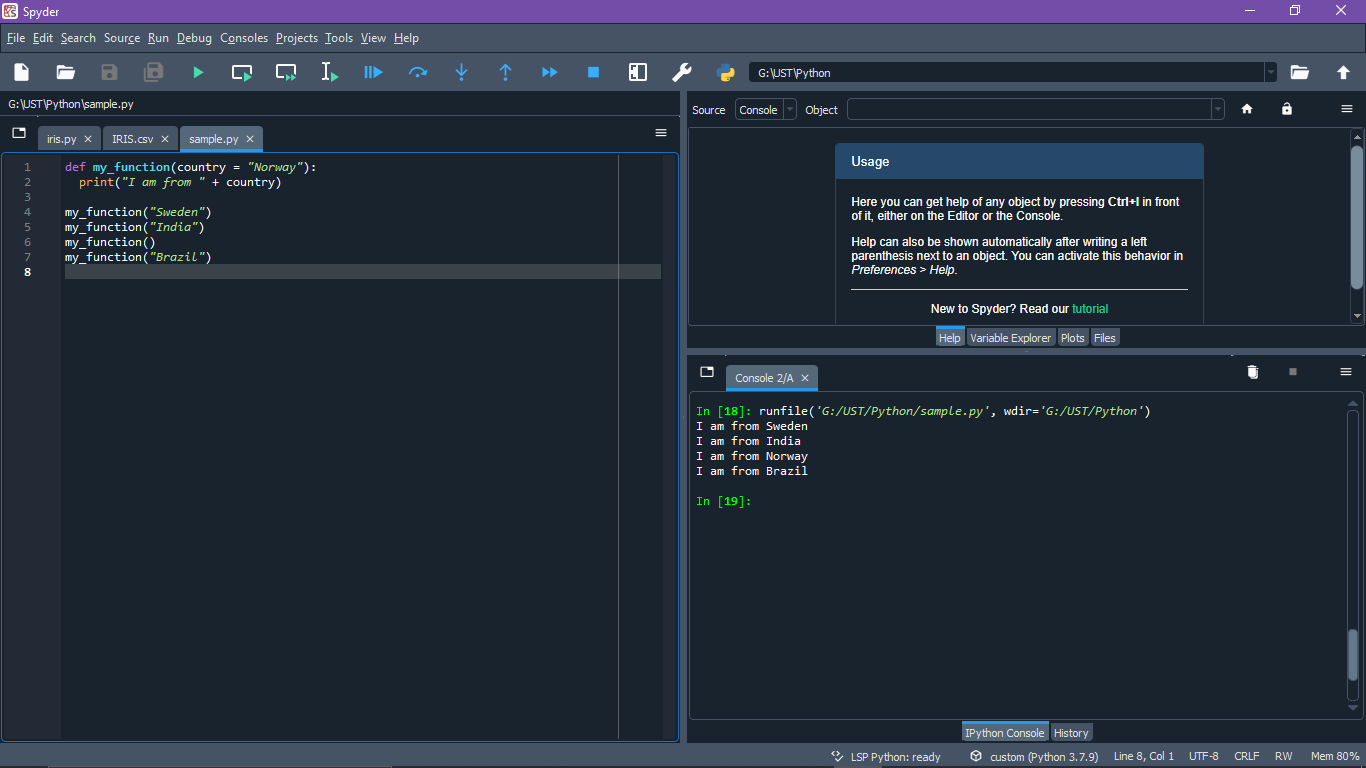 Spyder
File Edit Search Source Run Debug Consoles Projects Tools View Help
G:\UST\Python
G:\UST\Python\sample.py
iris.py IRIS.csv sample.py
1 def my_function(country = "Norway"):
2 print("I am from " + country)
3
4 my_function("Sweden")
5 my_function("India")
6 my_function()
7 my_function("Brazil")
8
Source Console Object
Usage
Here you can get help of any object by pressing Ctrl+I in front
of it, either on the Editor or the Console.
Help can also be shown automatically after writing a left
parenthesis next to an object. You can activate this behavior in
Preferences > Help.
New to Spyder? Read our tutorial
Help Variable Explorer Plots Files
Console 2/A
In [18]: runfile('G:/UST/Python/sample.py', wdir='G:/UST/Python')
I am from Sweden
I am from India
I am from Norway
I am from Brazil
In [19]:
IPython Console History
LSP Python: ready custom (Python 3.7.9) Line 8, Col 1 UTF-8 CRLF RW Mem 80%